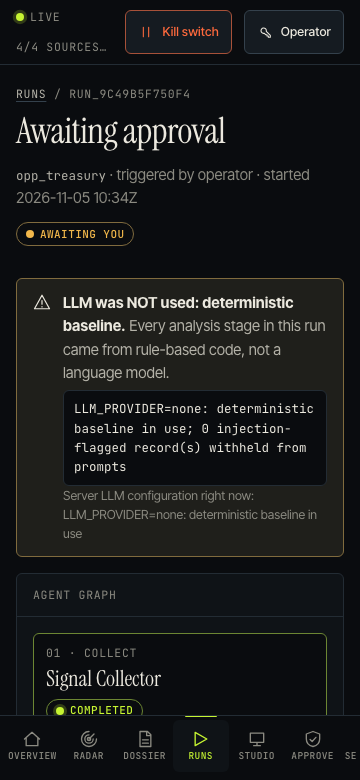 LIVE
4/4 SOURCES…
Kill switch
Operator
RUNS / RUN_9C49B5F750F4
Awaiting approval
opp_treasury · triggered by operator · started
2026-11-05 10:34Z
AWAITING YOU
LLM was NOT used: deterministic
baseline. Every analysis stage in this run
came from rule-based code, not a
language model.
LLM_PROVIDER=none: deterministic
baseline in use; 0 injection-
flagged record(s) withheld from
prompts
Server LLM configuration right now:
LLM_PROVIDER=none: deterministic baseline in
use
AGENT GRAPH
01 · COLLECT
Signal Collector
COMPLETED
OVERVIEW
RADAR
DOSSIER
RUNS
STUDIO
APPROVE
SE